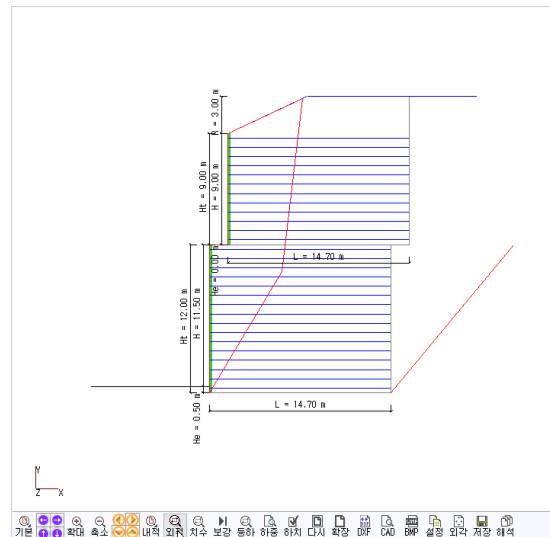 R = 3.00 m
Ht = 9.00 m
H = 9.00 m
L = 14.70 m
He = 0.00 m
Ht = 12.00 m
H = 11.50 m
L = 14.70 m
He = 0.50 m
Y
Z X
기본 확대 축소 내적 외적 치수 보강 등하 하중 하치 다시 확장 DXF CAD BMP 설정 외각 저장 해석